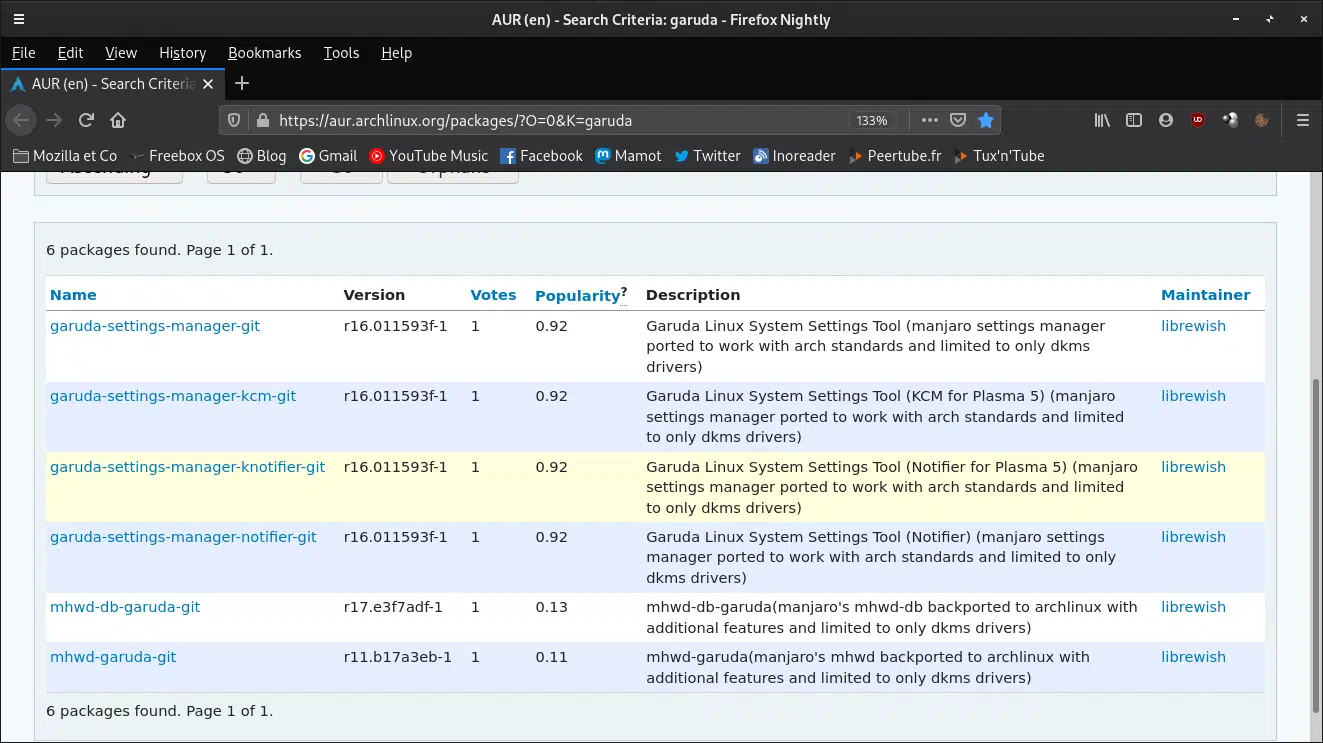 AUR (en) - Search Criteria: garuda - Firefox Nightly
File Edit View History Bookmarks Tools Help
AUR (en) - Search Criteria
https://aur.archlinux.org/packages/?O=0&K=garuda 133%
Mozilla et Co Freebox OS Blog Gmail YouTube Music Facebook Mamot Twitter Inoreader Peertube.fr Tux'n'Tube
6 packages found. Page 1 of 1.
Name Version Votes Popularity? Description Maintainer
garuda-settings-manager-git r16.011593f-1 1 0.92 Garuda Linux System Settings Tool (manjaro settings manager librewish
ported to work with arch standards and limited to only dkms
drivers)
garuda-settings-manager-kcm-git r16.011593f-1 1 0.92 Garuda Linux System Settings Tool (KCM for Plasma 5) (manjaro librewish
settings manager ported to work with arch standards and limited
to only dkms drivers)
garuda-settings-manager-knotifier-git r16.011593f-1 1 0.92 Garuda Linux System Settings Tool (Notifier for Plasma 5) (manjaro librewish
settings manager ported to work with arch standards and limited
to only dkms drivers)
garuda-settings-manager-notifier-git r16.011593f-1 1 0.92 Garuda Linux System Settings Tool (Notifier) (manjaro settings librewish
manager ported to work with arch standards and limited to only
dkms drivers)
mhwd-db-garuda-git r17.e3f7adf-1 1 0.13 mhwd-db-garuda(manjaro's mhwd-db backported to archlinux with librewish
additional features and limited to only dkms drivers)
mhwd-garuda-git r11.b17a3eb-1 1 0.11 mhwd-garuda(manjaro's mhwd backported to archlinux with librewish
additional features and limited to only dkms drivers)
6 packages found. Page 1 of 1.